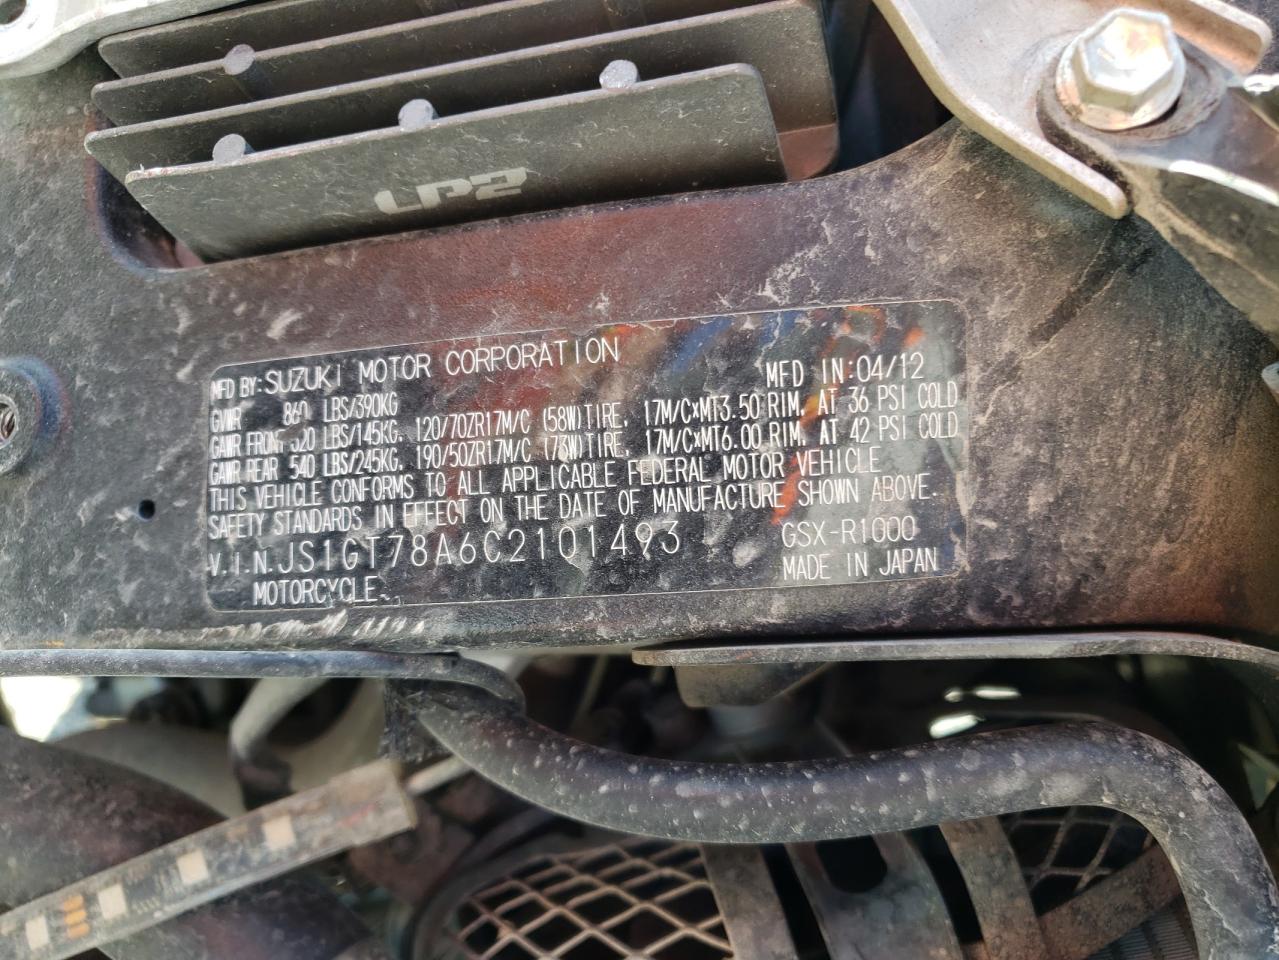 LP2
MFD BY:SUZUKI MOTOR CORPORATION
MFD IN:04/12
GVWR 860 LBS/390KG
GAWR FRONT 320 LBS/145KG, 120/70ZR17M/C (58W)TIRE, 17M/C×MT3.50 RIM, AT 36 PSI COLD
GAWR REAR 540 LBS/245KG, 190/50ZR17M/C (73W)TIRE, 17M/C×MT6.00 RIM, AT 42 PSI COLD
THIS VEHICLE CONFORMS TO ALL APPLICABLE FEDERAL MOTOR VEHICLE
SAFETY STANDARDS IN EFFECT ON THE DATE OF MANUFACTURE SHOWN ABOVE.
V.I.N.JS1GT78A6C2101493 GSX-R1000
MOTORCYCLE MADE IN JAPAN